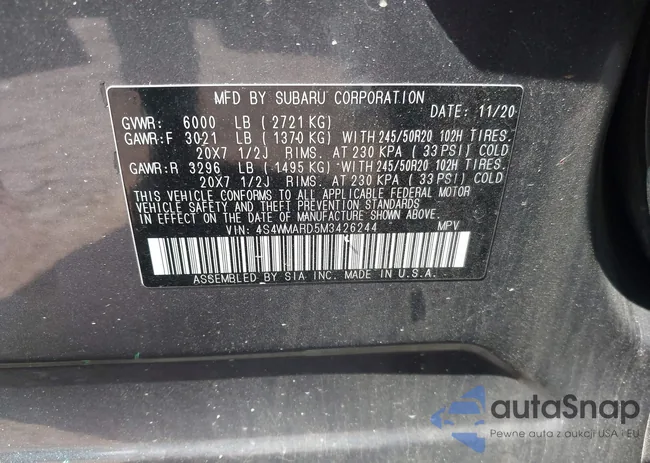 MFD BY SUBARU CORPORATION
DATE: 11/20
GVWR: 6000 LB ( 2721 KG)
GAWR:F 3021 LB ( 1370 KG) WITH 245/50R20 102H TIRES.
20X7 1/2J RIMS. AT 230 KPA ( 33 PSI) COLD
GAWR:R 3296 LB ( 1495 KG) WITH 245/50R20 102H TIRES.
20X7 1/2J RIMS. AT 230 KPA ( 33 PSI) COLD
THIS VEHICLE CONFORMS TO ALL APPLICABLE FEDERAL MOTOR
VEHICLE SAFETY AND THEFT PREVENTION STANDARDS
IN EFFECT ON THE DATE OF MANUFACTURE SHOWN ABOVE.
VIN: 4S4WMARD5M3426244 MPV
ASSEMBLED BY SIA INC. MADE IN U.S.A.
autoSnap
Pewne auto z aukcji USA i EU